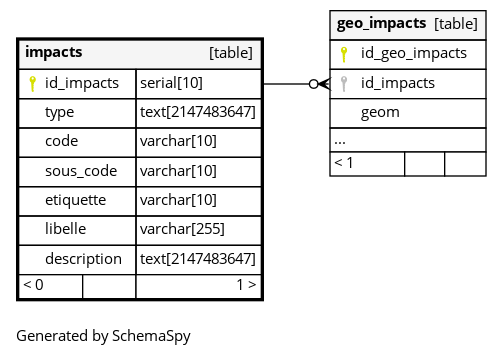 impacts [table]
id_impacts serial[10]
type text[2147483647]
code varchar[10]
sous_code varchar[10]
etiquette varchar[10]
libelle varchar[255]
description text[2147483647]
< 0 1 >
geo_impacts [table]
id_geo_impacts
id_impacts
geom
...
< 1
Generated by SchemaSpy